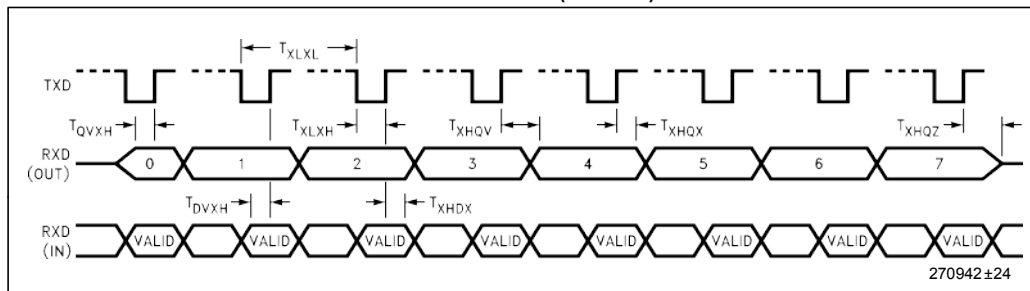 T_XLXL
TXD
T_QVXH T_XLXH T_XHQV T_XHQX T_XHQZ
RXD (OUT) 0 1 2 3 4 5 6 7
T_DVXH T_XHDX
RXD (IN) VALID VALID VALID VALID VALID VALID VALID VALID
270942±24